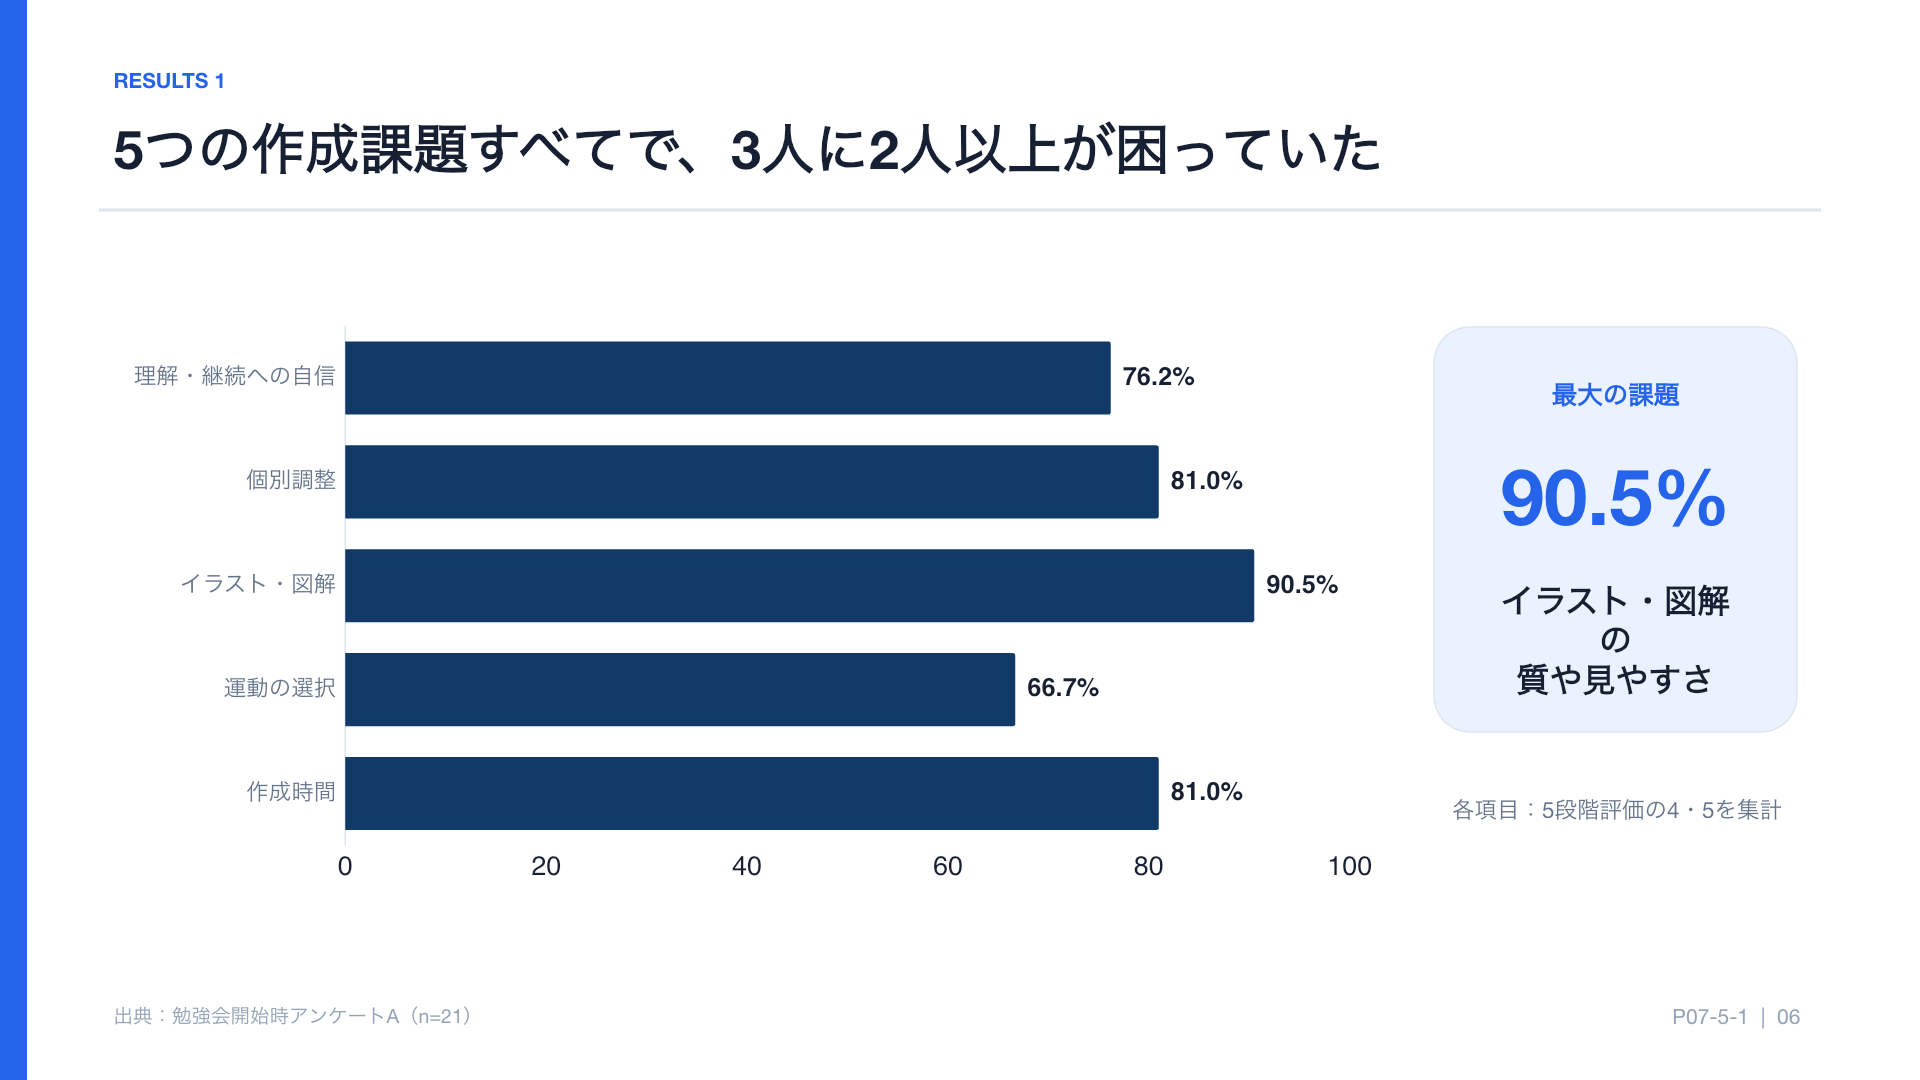 RESULTS 1
5つの作成課題すべてで、3人に2人以上が困っていた
理解・継続への自信
76.2%
個別調整
81.0%
イラスト・図解
90.5%
運動の選択
66.7%
作成時間
81.0%
0 20 40 60 80 100
最大の課題
90.5%
イラスト・図解
の
質や見やすさ
各項目：5段階評価の4・5を集計
出典：勉強会開始時アンケートA（n=21）
P07-5-1 | 06